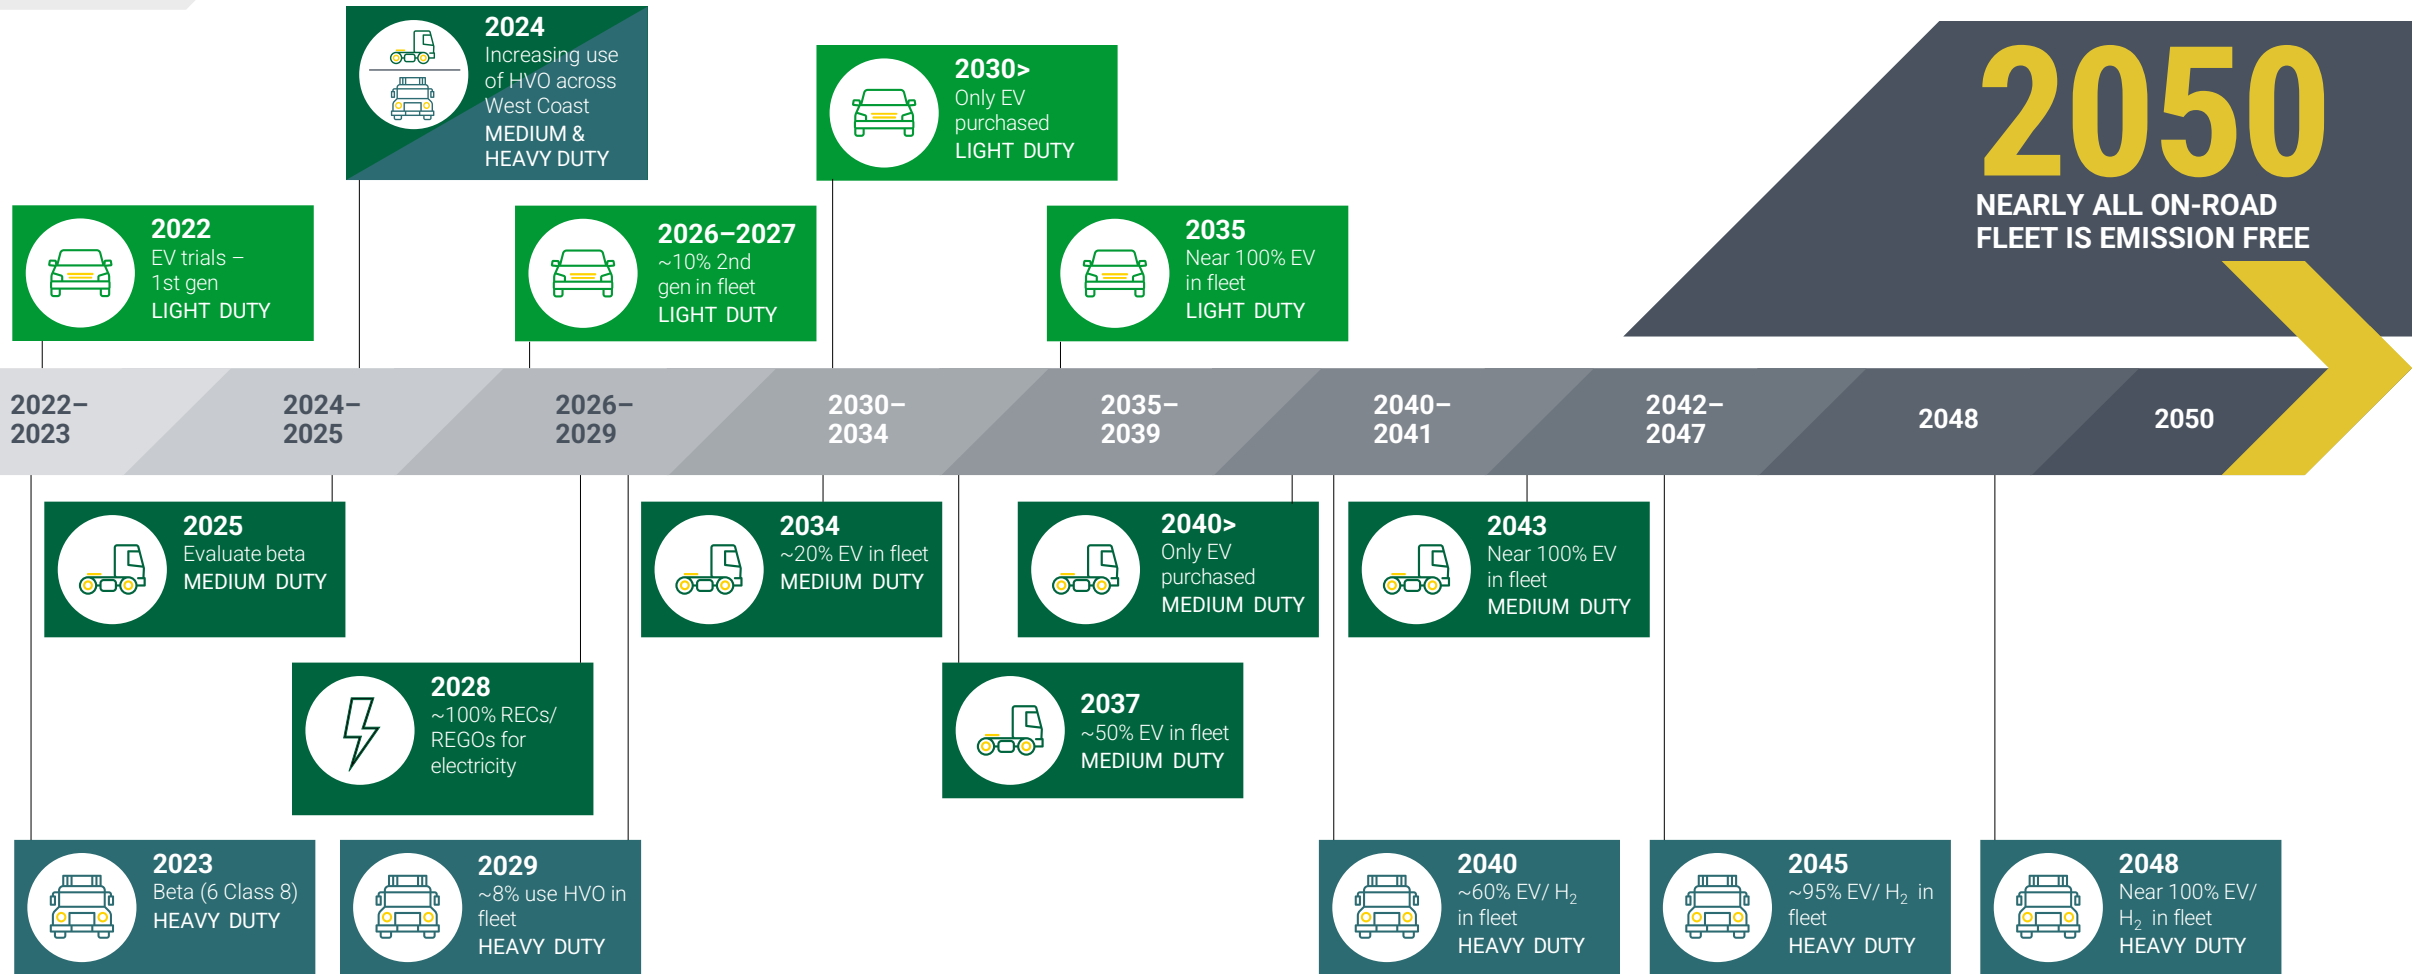 2024
Increasing use
of HVO across
West Coast
MEDIUM &
HEAVY DUTY
2030>
Only EV
purchased
LIGHT DUTY
2050
NEARLY ALL ON-ROAD
FLEET IS EMISSION FREE
2022
EV trials –
1st gen
LIGHT DUTY
2026–2027
~10% 2nd
gen in fleet
LIGHT DUTY
2035
Near 100% EV
in fleet
LIGHT DUTY
2022–
2023
2024–
2025
2026–
2029
2030–
2034
2035–
2039
2040–
2041
2042–
2047
2048
2050
2025
Evaluate beta
MEDIUM DUTY
2034
~20% EV in fleet
MEDIUM DUTY
2040>
Only EV
purchased
MEDIUM DUTY
2043
Near 100% EV
in fleet
MEDIUM DUTY
2028
~100% RECs/
REGOs for
electricity
2037
~50% EV in fleet
MEDIUM DUTY
2023
Beta (6 Class 8)
HEAVY DUTY
2029
~8% use HVO in
fleet
HEAVY DUTY
2040
~60% EV/ H₂
in fleet
HEAVY DUTY
2045
~95% EV/ H₂ in
fleet
HEAVY DUTY
2048
Near 100% EV/
H₂ in fleet
HEAVY DUTY